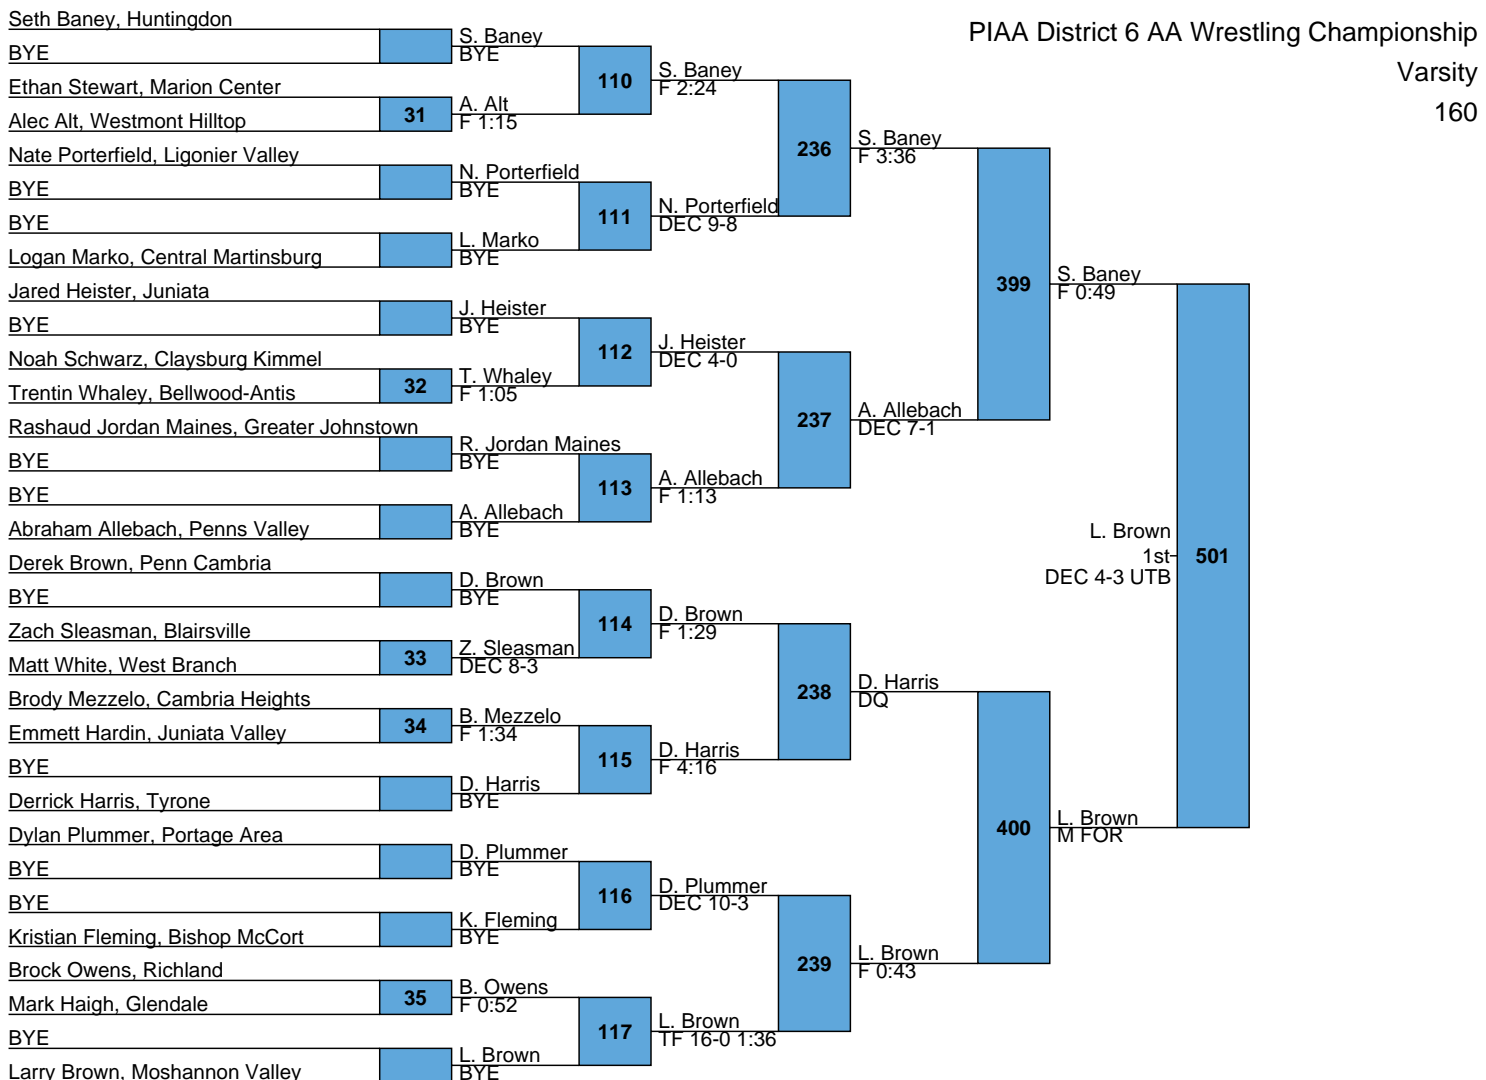 PIAA District 6 AA Wrestling Championship
Varsity
160
Seth Baney, Huntingdon
BYE
Ethan Stewart, Marion Center
31
Alec Alt, Westmont Hilltop
Nate Porterfield, Ligonier Valley
BYE
BYE
Logan Marko, Central Martinsburg
Jared Heister, Juniata
BYE
Noah Schwarz, Claysburg Kimmel
32
Trentin Whaley, Bellwood-Antis
Rashaud Jordan Maines, Greater Johnstown
BYE
BYE
Abraham Allebach, Penns Valley
Derek Brown, Penn Cambria
BYE
Zach Sleasman, Blairsville
33
Matt White, West Branch
Brody Mezzelo, Cambria Heights
34
Emmett Hardin, Juniata Valley
BYE
Derrick Harris, Tyrone
Dylan Plummer, Portage Area
BYE
BYE
Kristian Fleming, Bishop McCort
Brock Owens, Richland
35
Mark Haigh, Glendale
BYE
Larry Brown, Moshannon Valley
S. Baney
BYE
110
A. Alt
F 1:15
N. Porterfield
BYE
111
L. Marko
BYE
J. Heister
BYE
112
T. Whaley
F 1:05
R. Jordan Maines
BYE
113
A. Allebach
BYE
D. Brown
BYE
114
Z. Sleasman
DEC 8-3
B. Mezzelo
F 1:34
115
D. Harris
BYE
D. Plummer
BYE
116
K. Fleming
BYE
B. Owens
F 0:52
117
L. Brown
BYE
S. Baney
F 2:24
236
N. Porterfield
DEC 9-8
J. Heister
DEC 4-0
237
A. Allebach
F 1:13
D. Brown
F 1:29
238
D. Harris
F 4:16
D. Plummer
DEC 10-3
239
L. Brown
TF 16-0 1:36
S. Baney
F 3:36
399
A. Allebach
DEC 7-1
D. Harris
DQ
400
L. Brown
F 0:43
S. Baney
F 0:49
501
L. Brown
M FOR
L. Brown
1st
DEC 4-3 UTB